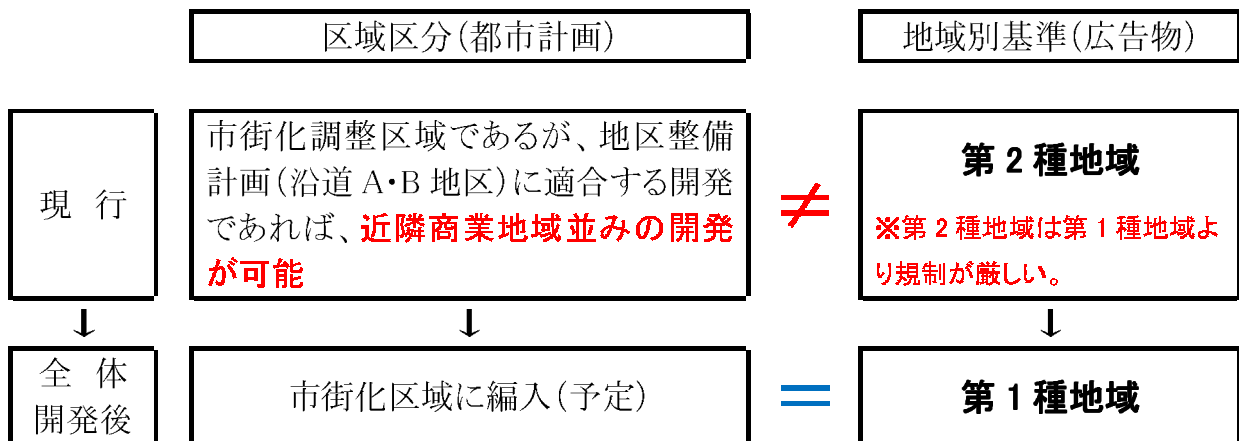 区域区分(都市計画)
地域別基準(広告物)
現 行
市街化調整区域であるが、地区整備
計画(沿道A・B地区)に適合する開発
であれば、近隣商業地域並みの開発
が可能
≠
第2種地域
※第2種地域は第1種地域よ
り規制が厳しい。
↓
↓
↓
全 体
開発後
市街化区域に編入(予定)
=
第1種地域